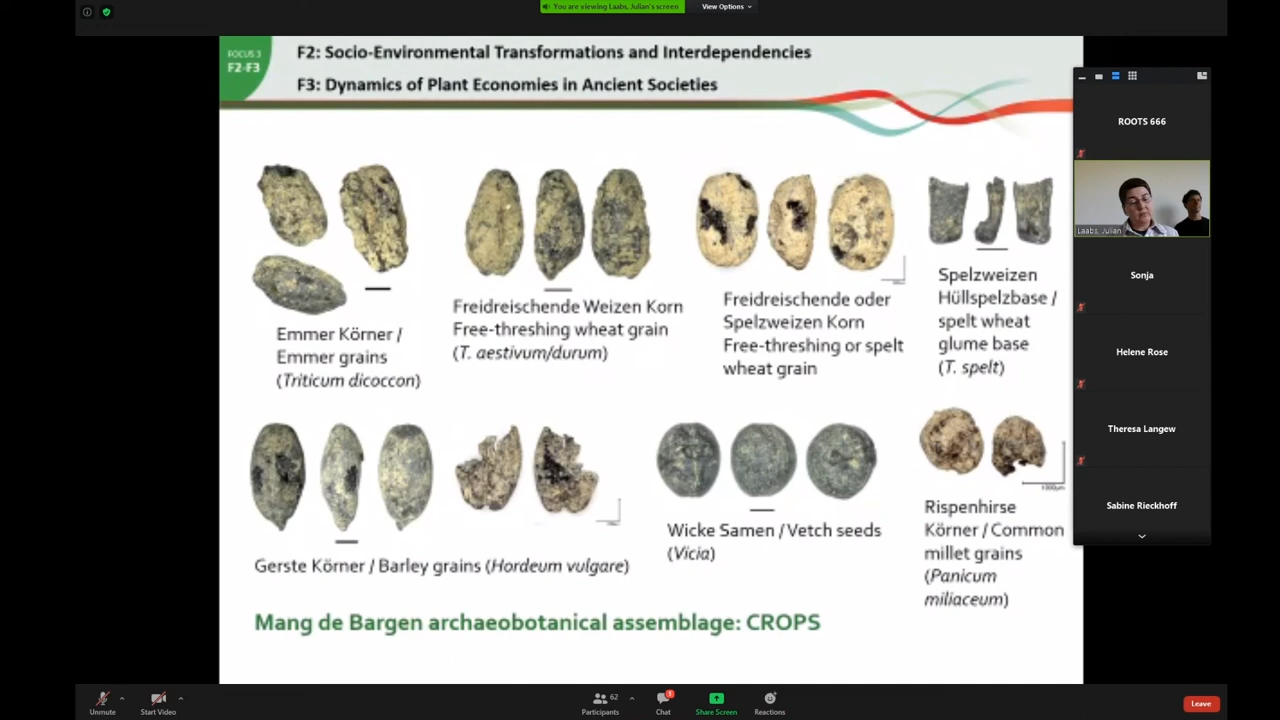 You are viewing Laabs, Julian's screen
View Options
FOCUS 3
F2-F3
F2: Socio-Environmental Transformations and Interdependencies
F3: Dynamics of Plant Economies in Ancient Societies
Emmer Körner /
Emmer grains
(Triticum dicoccon)
Freidreischende Weizen Korn
Free-threshing wheat grain
(T. aestivum/durum)
Freidreischende oder
Spelzweizen Korn
Free-threshing or spelt
wheat grain
Spelzweizen
Hüllspelzbase /
spelt wheat
glume base
(T. spelt)
Gerste Körner / Barley grains (Hordeum vulgare)
Wicke Samen / Vetch seeds
(Vicia)
1000µm
Rispenhirse
Körner / Common
millet grains
(Panicum
miliaceum)
Mang de Bargen archaeobotanical assemblage: CROPS
ROOTS 666
Laabs, Julian
Sonja
Helene Rose
Theresa Langew
Sabine Rieckhoff
Unmute
Start Video
62
Participants
1
Chat
Share Screen
Reactions
Leave